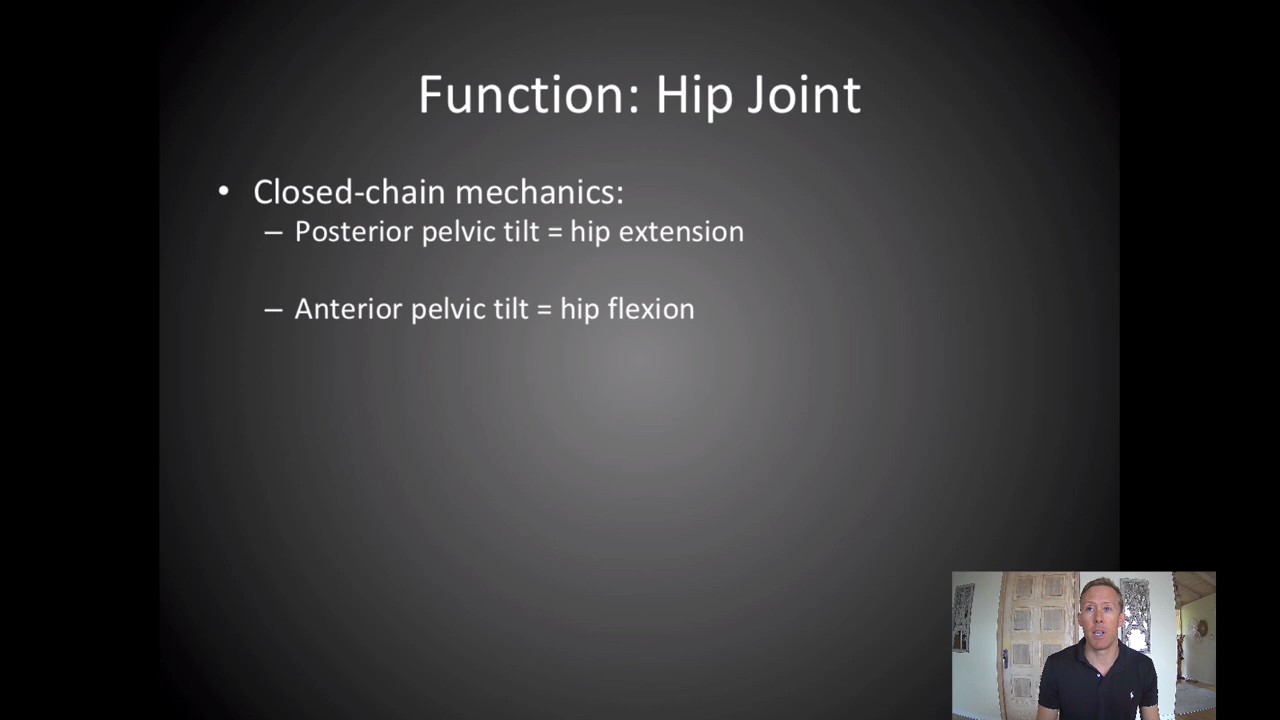 Function: Hip Joint
• Closed-chain mechanics:
– Posterior pelvic tilt = hip extension
– Anterior pelvic tilt = hip flexion